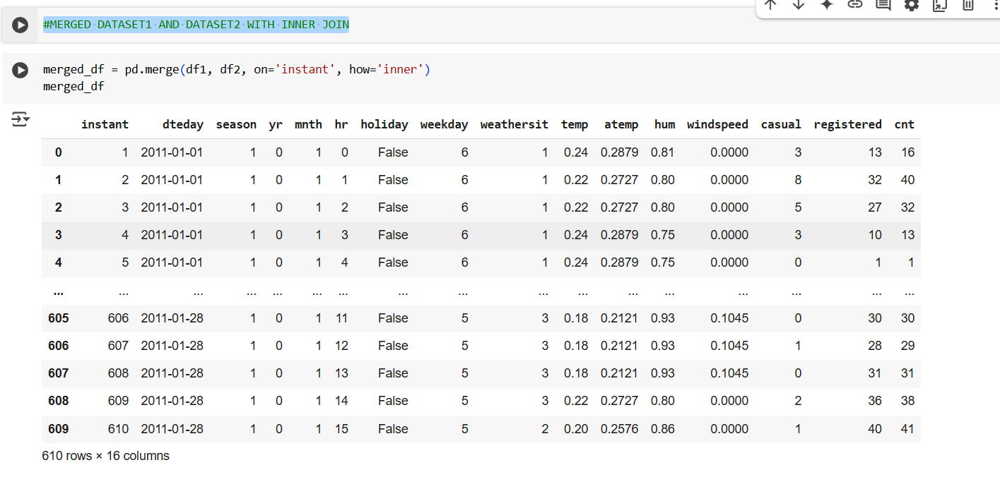 #MERGED DATASET1 AND DATASET2 WITH INNER JOIN
merged_df = pd.merge(df1, df2, on='instant', how='inner')
merged_df
instant dteday season yr mnth hr holiday weekday weathersit temp atemp hum windspeed casual registered cnt
0 1 2011-01-01 1 0 1 0 False 6 1 0.24 0.2879 0.81 0.0000 3 13 16
1 2 2011-01-01 1 0 1 1 False 6 1 0.22 0.2727 0.80 0.0000 8 32 40
2 3 2011-01-01 1 0 1 2 False 6 1 0.22 0.2727 0.80 0.0000 5 27 32
3 4 2011-01-01 1 0 1 3 False 6 1 0.24 0.2879 0.75 0.0000 3 10 13
4 5 2011-01-01 1 0 1 4 False 6 1 0.24 0.2879 0.75 0.0000 0 1 1
... ... ... ... ... ... ... ... ... ... ... ... ... ... ... ... ...
605 606 2011-01-28 1 0 1 11 False 5 3 0.18 0.2121 0.93 0.1045 0 30 30
606 607 2011-01-28 1 0 1 12 False 5 3 0.18 0.2121 0.93 0.1045 1 28 29
607 608 2011-01-28 1 0 1 13 False 5 3 0.18 0.2121 0.93 0.1045 0 31 31
608 609 2011-01-28 1 0 1 14 False 5 3 0.22 0.2727 0.80 0.0000 2 36 38
609 610 2011-01-28 1 0 1 15 False 5 2 0.20 0.2576 0.86 0.0000 1 40 41
610 rows × 16 columns